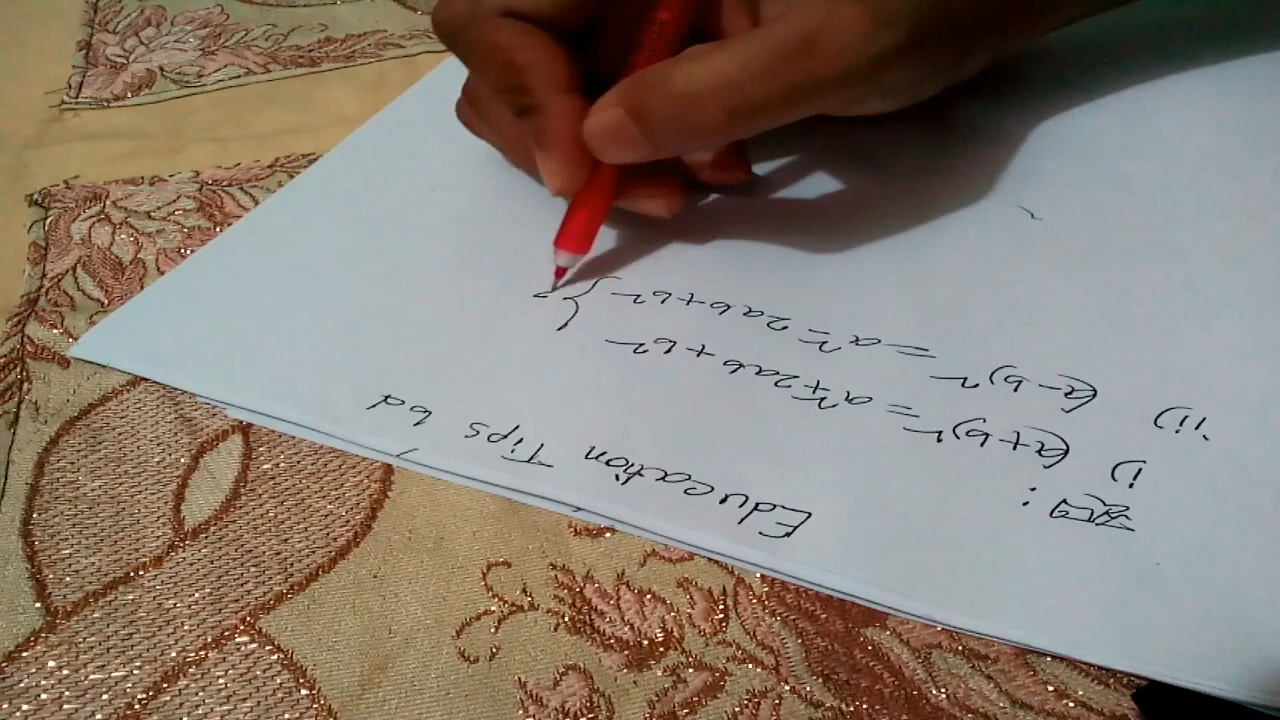 Education Tips bd
সূত্র:
i) (a+b)² = a²+2ab+b²
ii) (a-b)² = a²-2ab+b² }